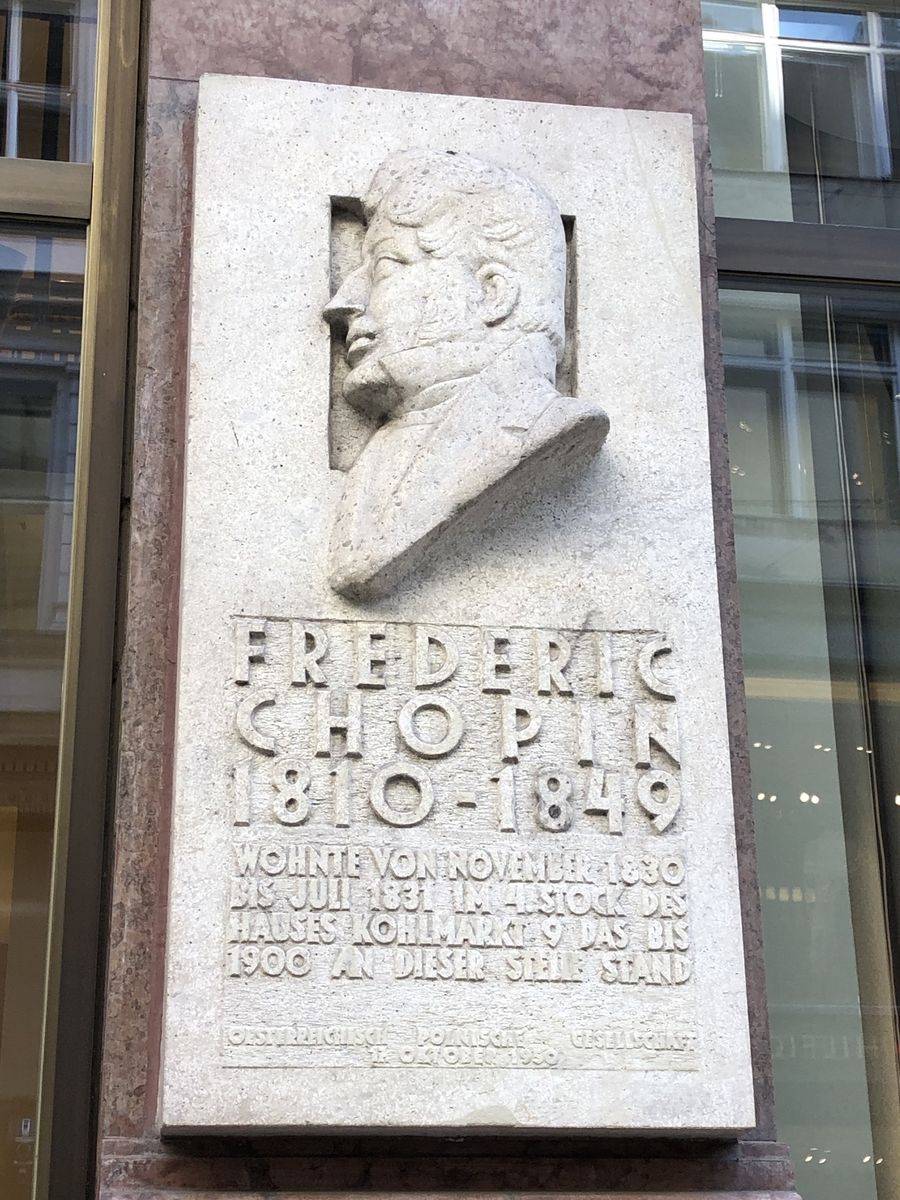 FREDERIC
CHOPIN
1810-1849
WOHNTE VON NOVEMBER 1830
BIS JULI 1831 IM 4. STOCK DES
HAUSES KOHLMARKT 9 DAS BIS
1900 AN DIESER STELLE STAND
OESTERREICHISCH POLNISCHE GESELLSCHAFT
OKTOBER